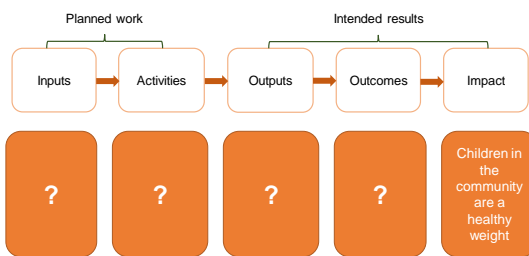 Planned work
Intended results
Inputs
Activities
Outputs
Outcomes
Impact
?
?
?
?
Children in
the
community
are a
healthy
weight